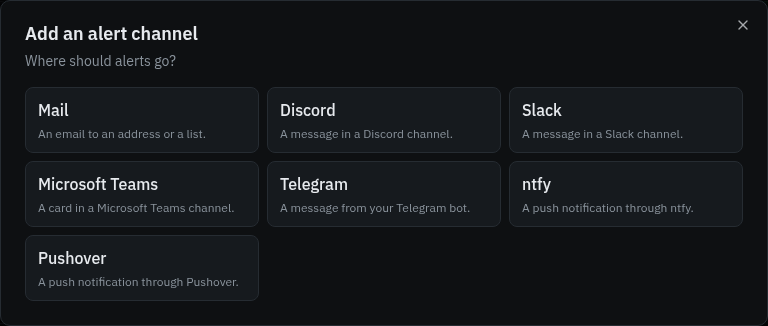 Add an alert channel
Where should alerts go?
Mail
An email to an address or a list.
Discord
A message in a Discord channel.
Slack
A message in a Slack channel.
Microsoft Teams
A card in a Microsoft Teams channel.
Telegram
A message from your Telegram bot.
ntfy
A push notification through ntfy.
Pushover
A push notification through Pushover.